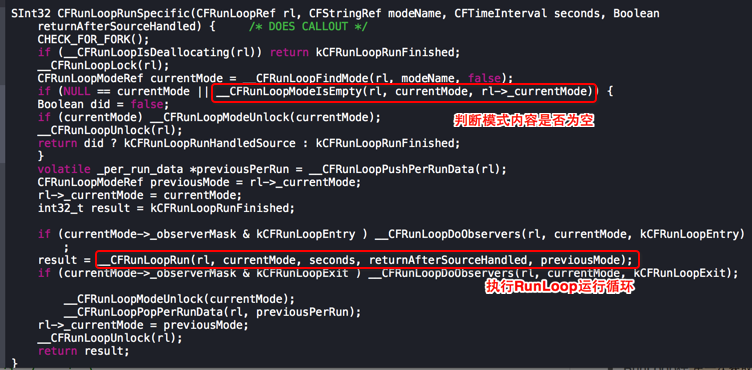 SInt32 CFRunLoopRunSpecific(CFRunLoopRef rl, CFStringRef modeName, CFTimeInterval seconds, Boolean
returnAfterSourceHandled) {     /* DOES CALLOUT */
CHECK_FOR_FORK();
if (__CFRunLoopIsDeallocating(rl)) return kCFRunLoopRunFinished;
__CFRunLoopLock(rl);
CFRunLoopModeRef currentMode = __CFRunLoopFindMode(rl, modeName, false);
if (NULL == currentMode || __CFRunLoopModeIsEmpty(rl, currentMode, rl->_currentMode)) {
Boolean did = false;
判断模式内容是否为空
if (currentMode) __CFRunLoopModeUnlock(currentMode);
__CFRunLoopUnlock(rl);
return did ? kCFRunLoopRunHandledSource : kCFRunLoopRunFinished;
}
volatile _per_run_data *previousPerRun = __CFRunLoopPushPerRunData(rl);
CFRunLoopModeRef previousMode = rl->_currentMode;
rl->_currentMode = currentMode;
int32_t result = kCFRunLoopRunFinished;
if (currentMode->_observerMask & kCFRunLoopEntry ) __CFRunLoopDoObservers(rl, currentMode, kCFRunLoopEntry)
;
result = __CFRunLoopRun(rl, currentMode, seconds, returnAfterSourceHandled, previousMode);
if (currentMode->_observerMask & kCFRunLoopExit ) __CFRunLoopDoObservers(rl, currentMode, kCFRunLoopExit);
执行RunLoop运行循环
__CFRunLoopModeUnlock(currentMode);
__CFRunLoopPopPerRunData(rl, previousPerRun);
rl->_currentMode = previousMode;
__CFRunLoopUnlock(rl);
return result;
}